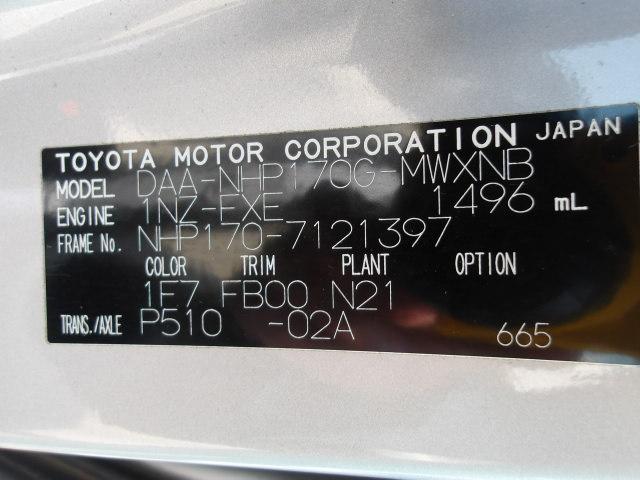 TOYOTA MOTOR CORPORATION JAPAN
MODEL DAA-NHP170G-MWXNB
ENGINE 1NZ-EXE 1496 mL
FRAME No. NHP170-7121397
COLOR TRIM PLANT OPTION
1F7 FB00 N21
TRANS./AXLE P510 -02A 665